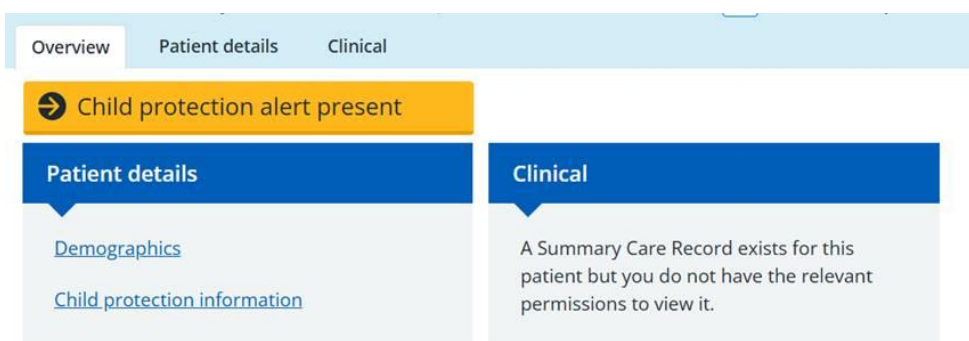 Overview Patient details Clinical
Child protection alert present
Patient details
Demographics
Child protection information
Clinical
A Summary Care Record exists for this
patient but you do not have the relevant
permissions to view it.